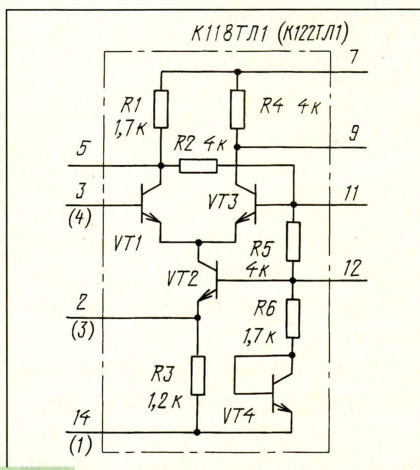 К118ТЛ1 (К122ТЛ1)
7
R1
1,7к
R4 4к
5
R2 4к
9
3
(4)
VT3
11
VT1
R5
4к
VT2
12
2
(3)
R6
1,7к
R3
1,2к
14
(1)
VT4